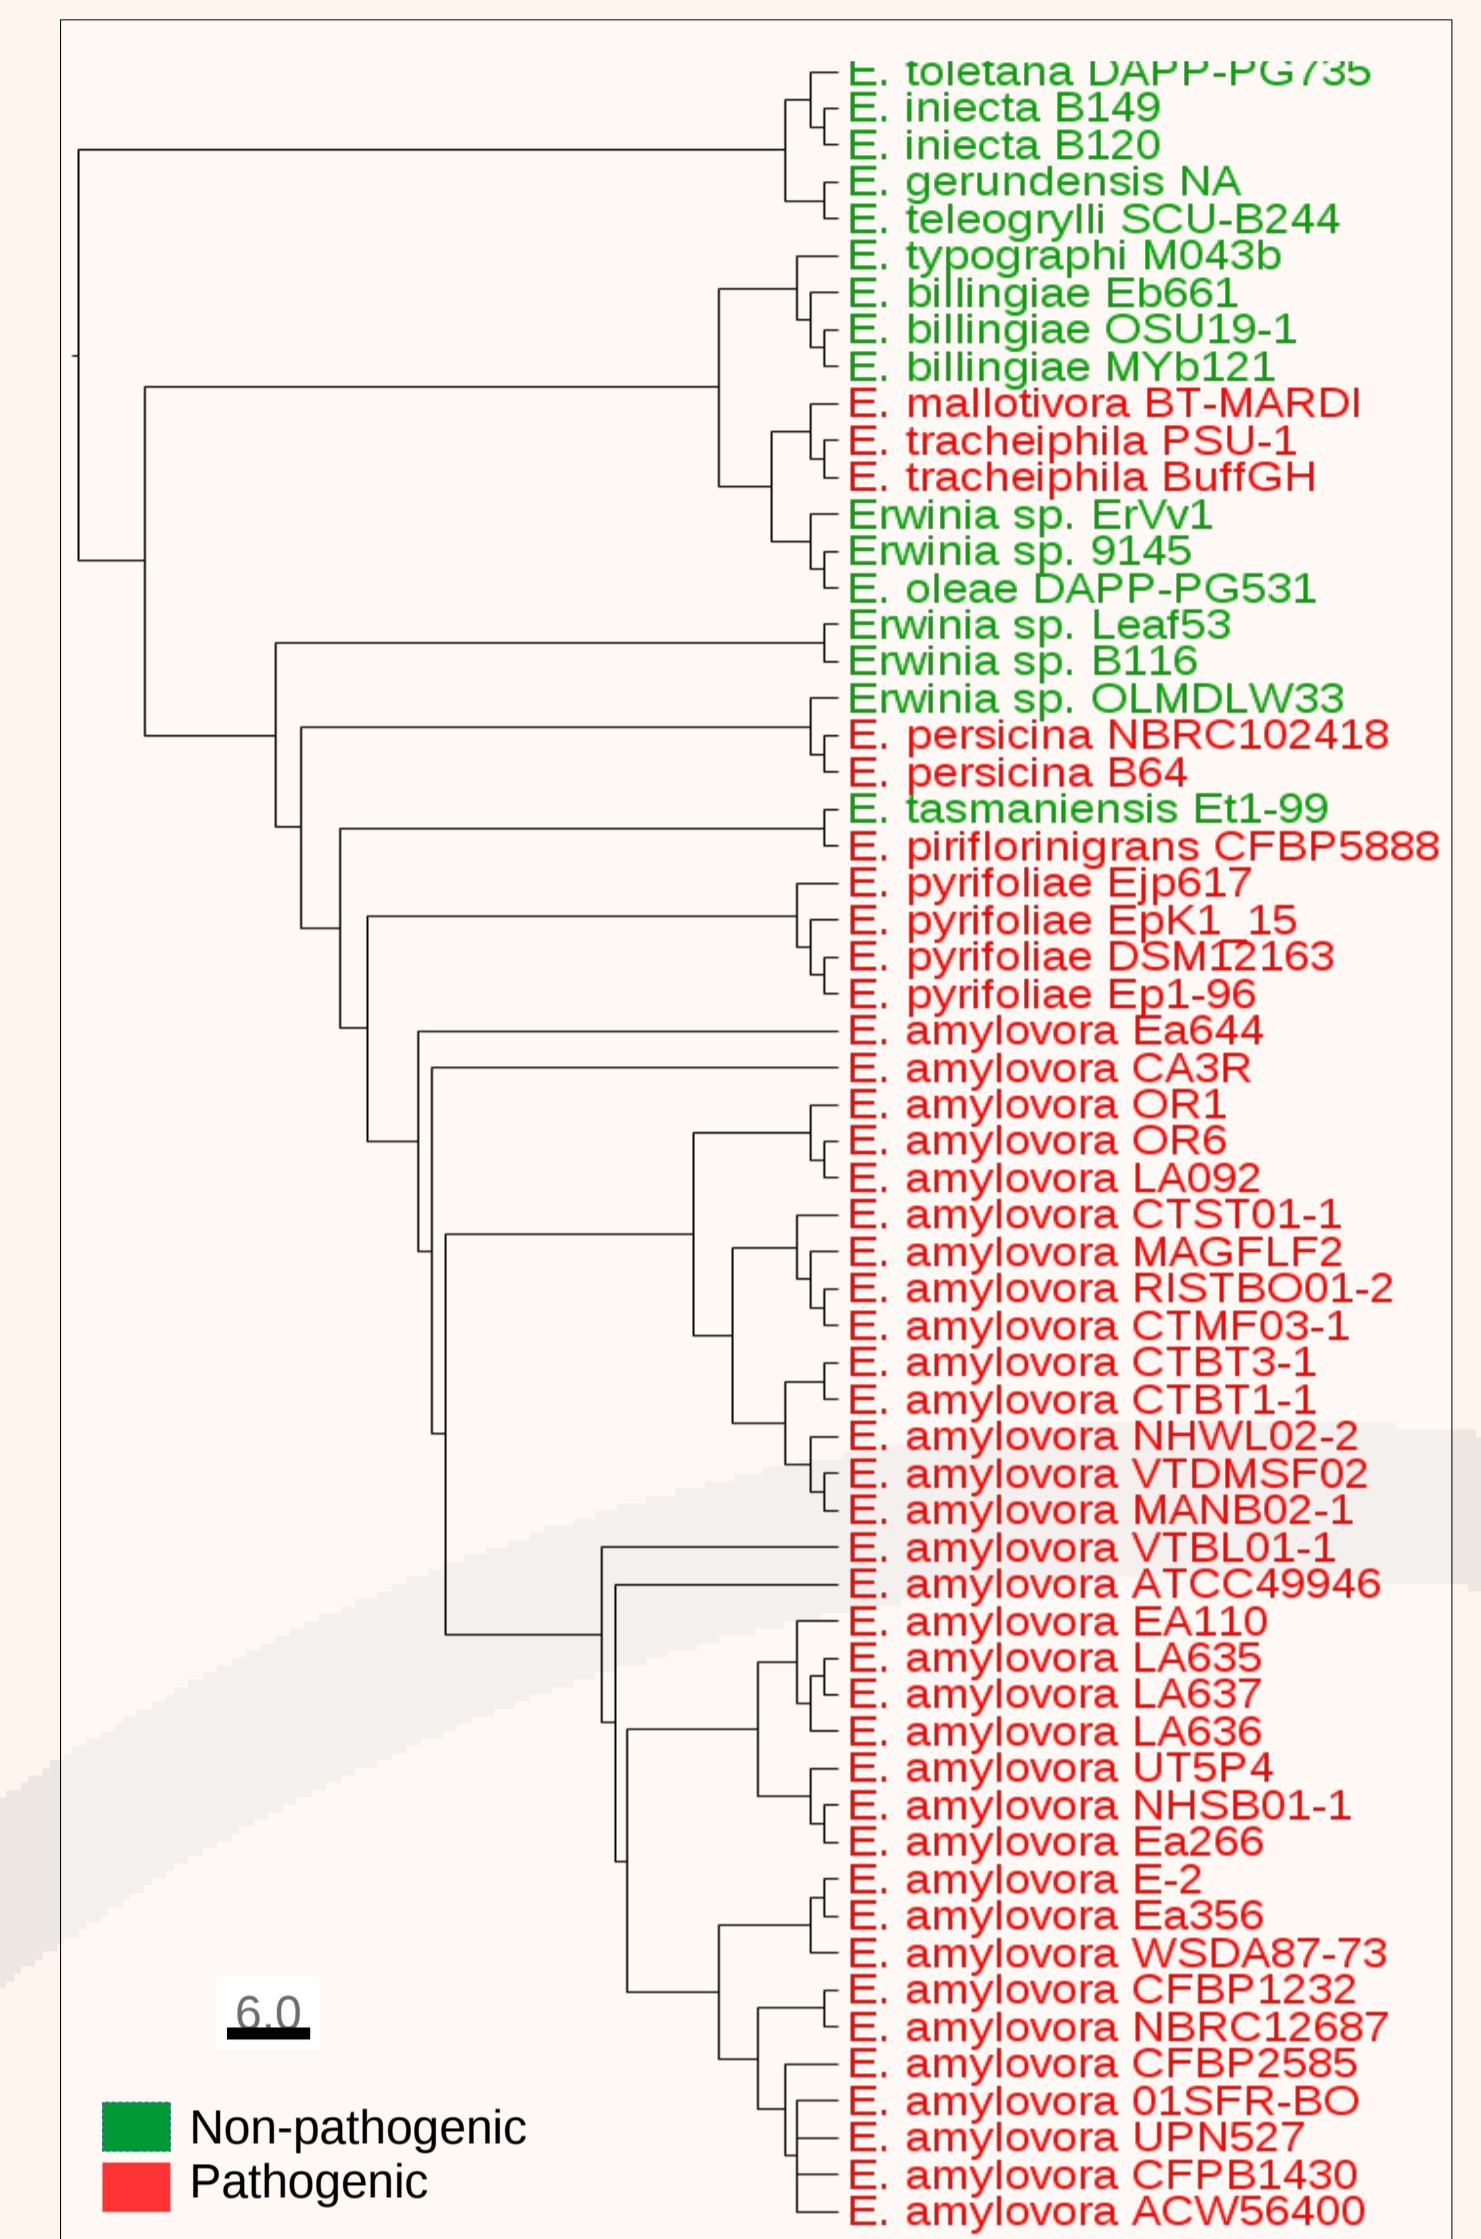 E. toletana DAPP-PG735
E. iniecta B149
E. iniecta B120
E. gerundensis NA
E. teleogrylli SCU-B244
E. typographi M043b
E. billingiae Eb661
E. billingiae OSU19-1
E. billingiae MYb121
E. mallotivora BT-MARDI
E. tracheiphila PSU-1
E. tracheiphila BuffGH
Erwinia sp. ErVv1
Erwinia sp. 9145
E. oleae DAPP-PG531
Erwinia sp. Leaf53
Erwinia sp. B116
Erwinia sp. OLMDLW33
E. persicina NBRC102418
E. persicina B64
E. tasmaniensis Et1-99
E. piriflorinigrans CFBP5888
E. pyrifoliae Ejp617
E. pyrifoliae EpK1_15
E. pyrifoliae DSM12163
E. pyrifoliae Ep1-96
E. amylovora Ea644
E. amylovora CA3R
E. amylovora OR1
E. amylovora OR6
E. amylovora LA092
E. amylovora CTST01-1
E. amylovora MAGFLF2
E. amylovora RISTBO01-2
E. amylovora CTMF03-1
E. amylovora CTBT3-1
E. amylovora CTBT1-1
E. amylovora NHWL02-2
E. amylovora VTDMSF02
E. amylovora MANB02-1
E. amylovora VTBL01-1
E. amylovora ATCC49946
E. amylovora EA110
E. amylovora LA635
E. amylovora LA637
E. amylovora LA636
E. amylovora UT5P4
E. amylovora NHSB01-1
E. amylovora Ea266
E. amylovora E-2
E. amylovora Ea356
E. amylovora WSDA87-73
E. amylovora CFBP1232
E. amylovora NBRC12687
E. amylovora CFBP2585
E. amylovora 01SFR-BO
E. amylovora UPN527
E. amylovora CFPB1430
E. amylovora ACW56400
6.0
Non-pathogenic
Pathogenic